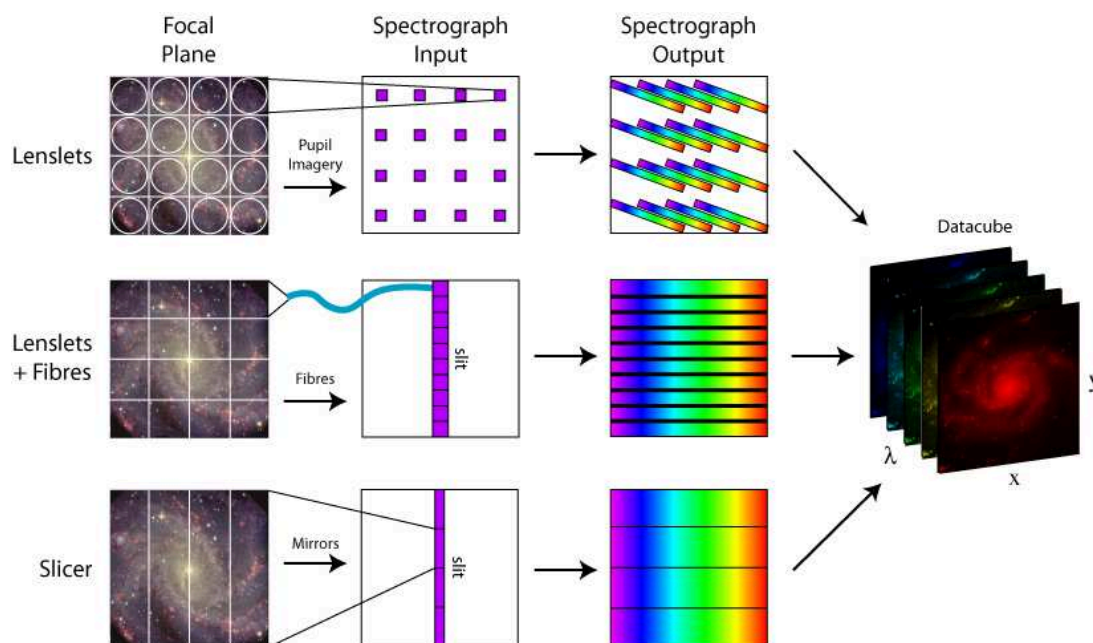 Focal
Plane
Spectrograph
Input
Spectrograph
Output
Lenslets
Pupil
Imagery
Datacube
Lenslets
+ Fibres
Fibres
slit
y
λ
x
Slicer
Mirrors
slit